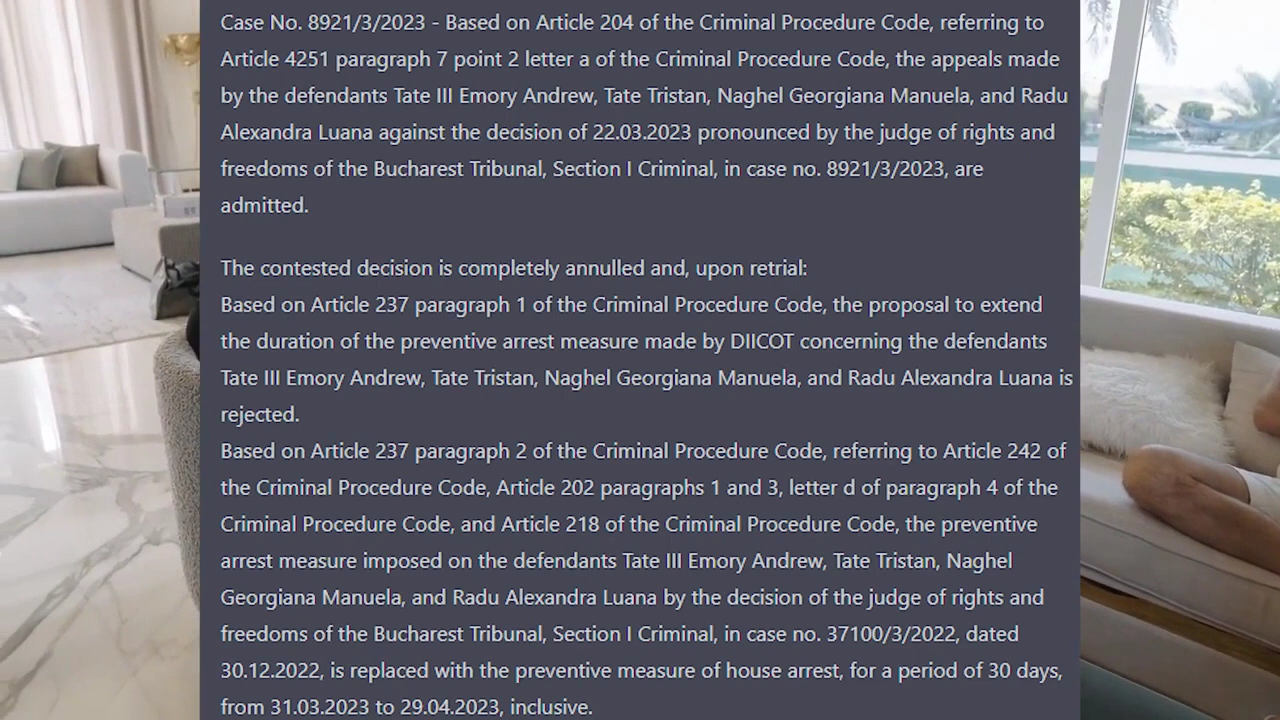 Case No. 8921/3/2023 - Based on Article 204 of the Criminal Procedure Code, referring to
Article 4251 paragraph 7 point 2 letter a of the Criminal Procedure Code, the appeals made
by the defendants Tate III Emory Andrew, Tate Tristan, Naghel Georgiana Manuela, and Radu
Alexandra Luana against the decision of 22.03.2023 pronounced by the judge of rights and
freedoms of the Bucharest Tribunal, Section I Criminal, in case no. 8921/3/2023, are
admitted.
The contested decision is completely annulled and, upon retrial:
Based on Article 237 paragraph 1 of the Criminal Procedure Code, the proposal to extend
the duration of the preventive arrest measure made by DIICOT concerning the defendants
Tate III Emory Andrew, Tate Tristan, Naghel Georgiana Manuela, and Radu Alexandra Luana is
rejected.
Based on Article 237 paragraph 2 of the Criminal Procedure Code, referring to Article 242 of
the Criminal Procedure Code, Article 202 paragraphs 1 and 3, letter d of paragraph 4 of the
Criminal Procedure Code, and Article 218 of the Criminal Procedure Code, the preventive
arrest measure imposed on the defendants Tate III Emory Andrew, Tate Tristan, Naghel
Georgiana Manuela, and Radu Alexandra Luana by the decision of the judge of rights and
freedoms of the Bucharest Tribunal, Section I Criminal, in case no. 37100/3/2022, dated
30.12.2022, is replaced with the preventive measure of house arrest, for a period of 30 days,
from 31.03.2023 to 29.04.2023, inclusive.